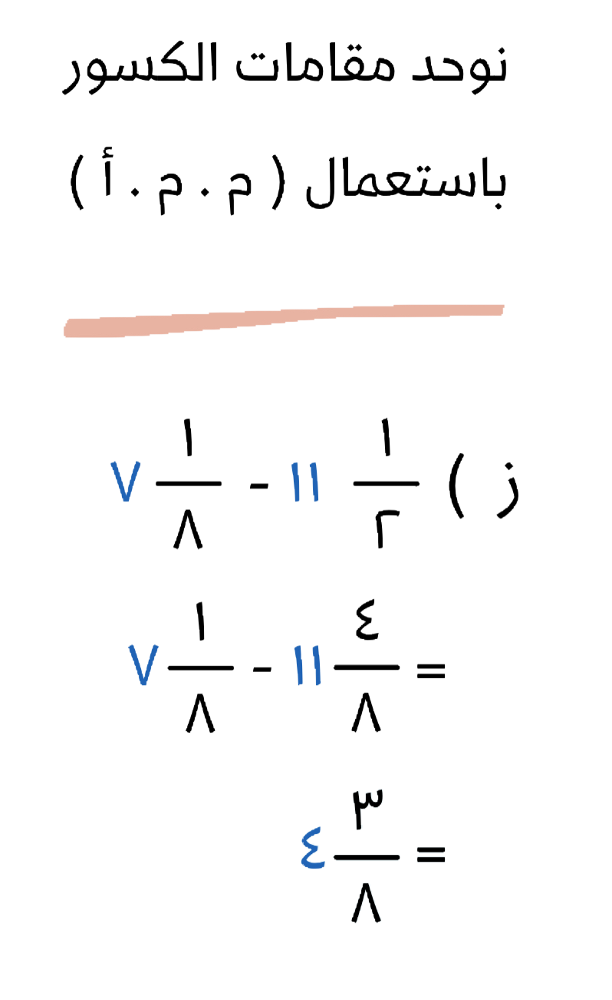 نوحد مقامات الكسور
باستعمال ( م . م . أ )
ز ) ١/٢ ١١ - ١/٨ ٧
= ٤/٨ ١١ - ١/٨ ٧
= ٣/٨ ٤